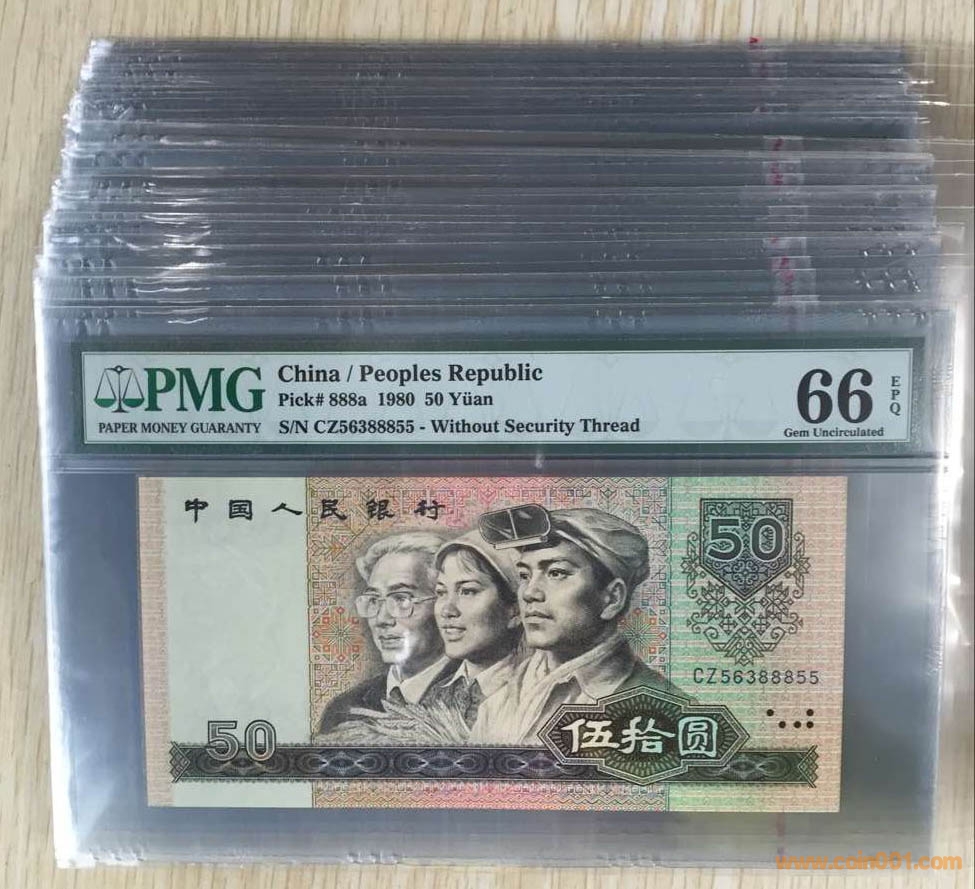 PMG
PAPER MONEY GUARANTY
China / Peoples Republic
Pick# 888a 1980 50 Yüan
S/N CZ56388855 - Without Security Thread
66
EPQ
Gem Uncirculated
中国人民银行
50
CZ56388855
50
伍拾圆
www.coin001.com